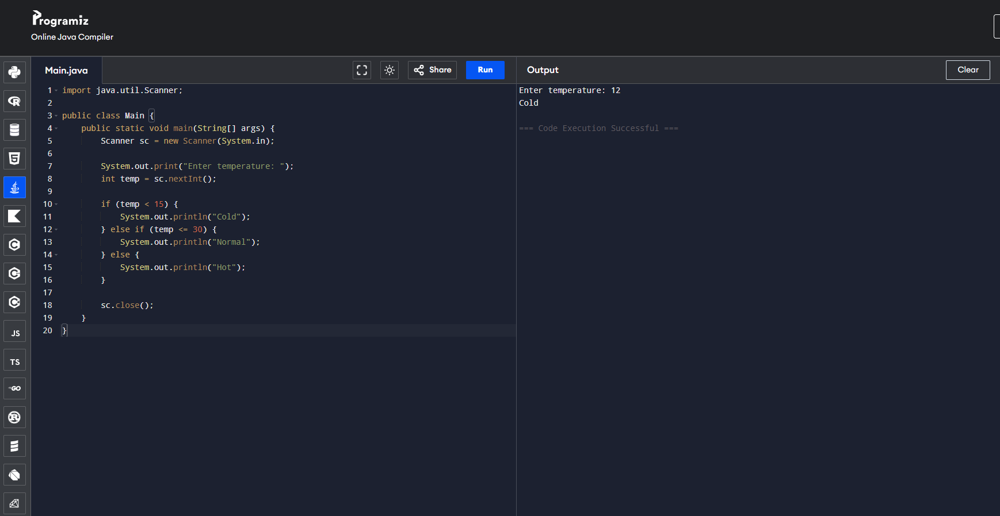 Programiz
Online Java Compiler
Main.java
Share
Run
Output
Clear
1 import java.util.Scanner;
2
3 public class Main {
4     public static void main(String[] args) {
5         Scanner sc = new Scanner(System.in);
6
7         System.out.print("Enter temperature: ");
8         int temp = sc.nextInt();
9
10         if (temp < 15) {
11             System.out.println("Cold");
12         } else if (temp <= 30) {
13             System.out.println("Normal");
14         } else {
15             System.out.println("Hot");
16         }
17
18         sc.close();
19     }
20 }
Enter temperature: 12
Cold
=== Code Execution Successful ===
R
5
C
C
C
JS
TS
GO
R